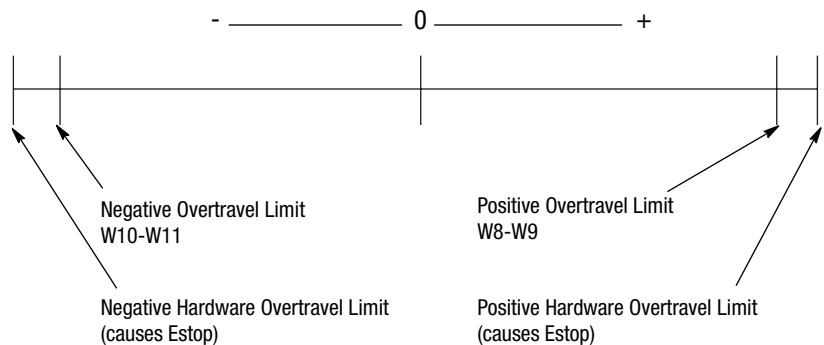 - 0 +
Negative Overtravel Limit
W10-W11
Positive Overtravel Limit
W8-W9
Negative Hardware Overtravel Limit
(causes Estop)
Positive Hardware Overtravel Limit
(causes Estop)